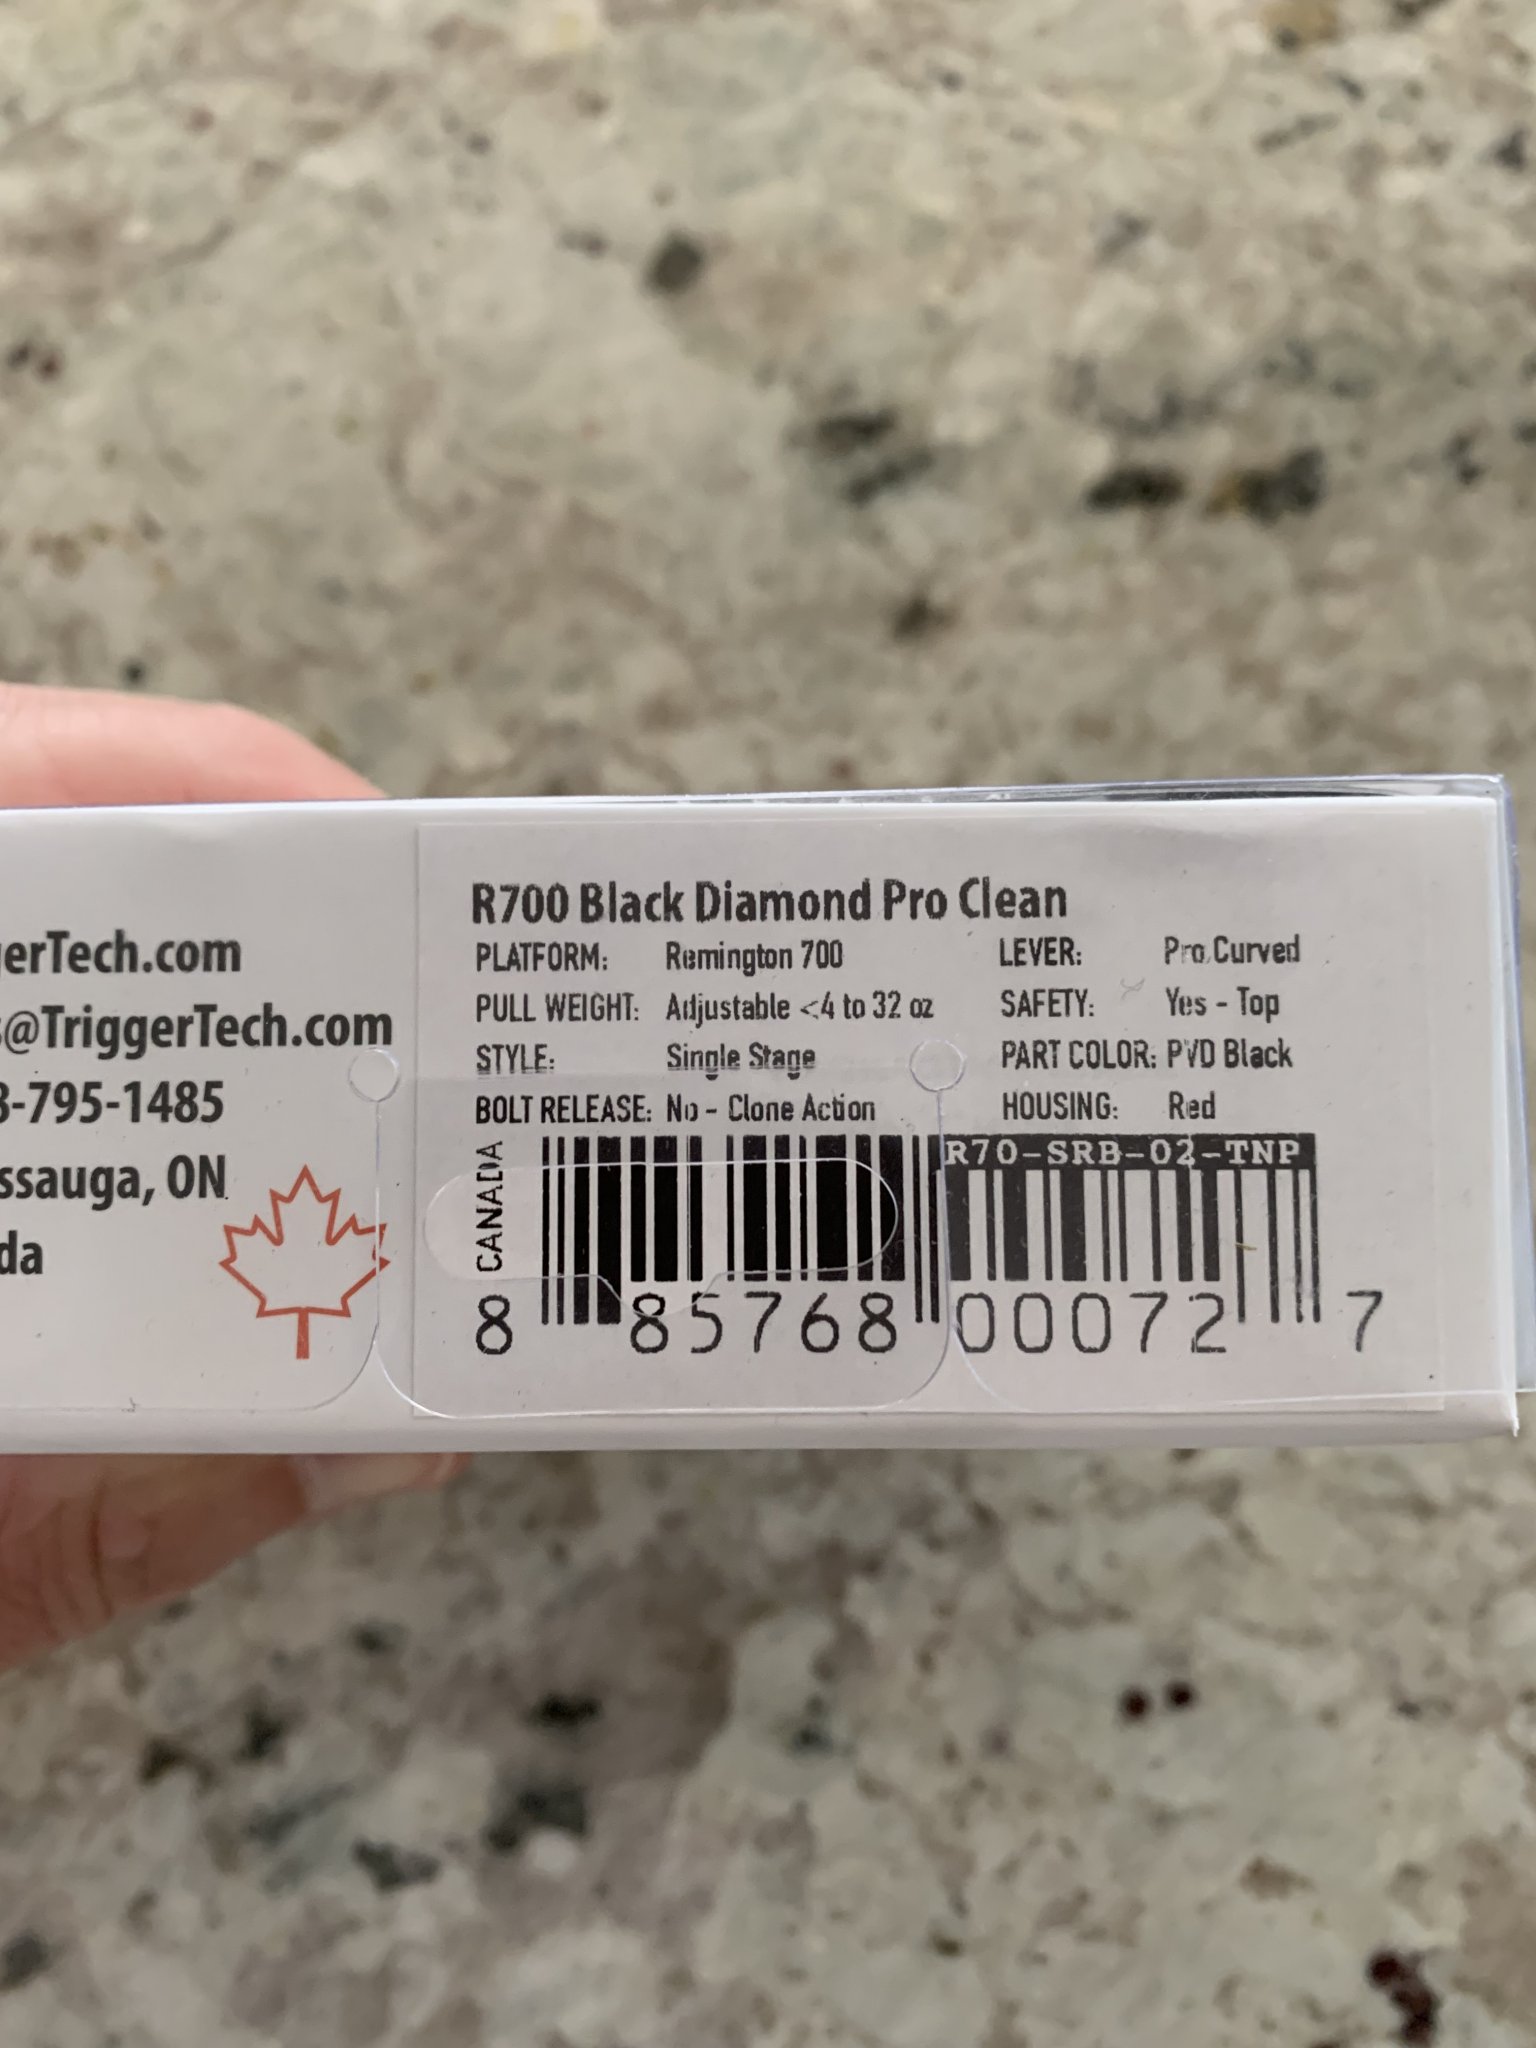 gerTech.com
s@TriggerTech.com
8-795-1485
ssauga, ON
da
R700 Black Diamond Pro Clean
PLATFORM: Remington 700
PULL WEIGHT: Adjustable <4 to 32 oz
STYLE: Single Stage
BOLT RELEASE: No - Clone Action
LEVER: Pro Curved
SAFETY: Yes - Top
PART COLOR: PVD Black
HOUSING: Red
CANADA
R70-SRB-02-TNP
8 85768 00072 7